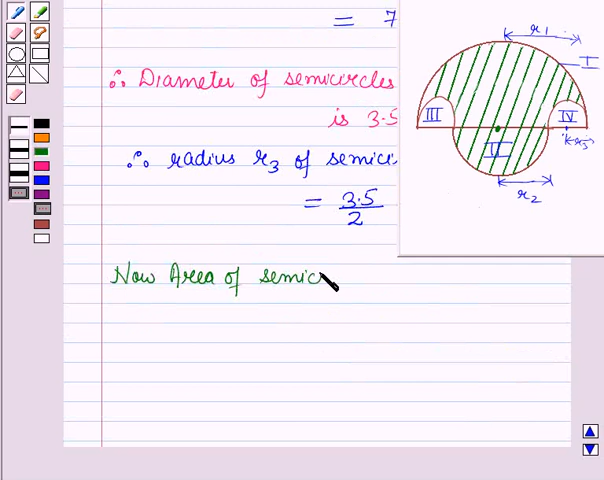 = 7
∴ Diameter of semicircles
is 3.5
∴ radius r3 of semici
= 3.5
2
Now Area of semic
r1
I
III
IV
II
r3
r2